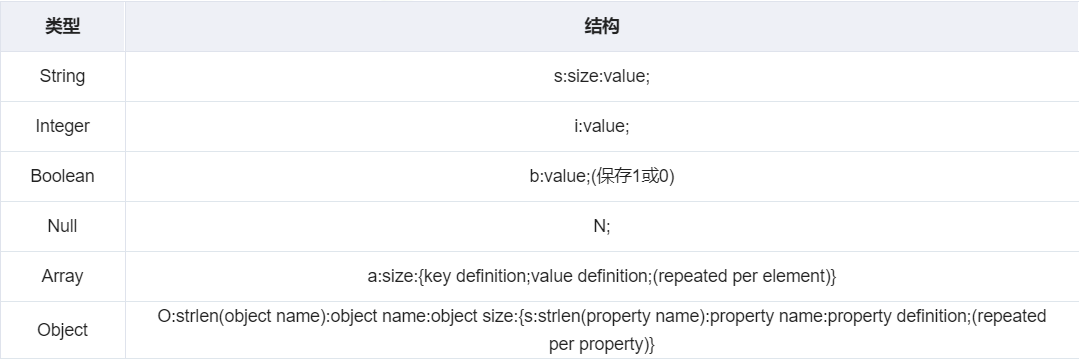 类型 结构
String s:size:value;
Integer i:value;
Boolean b:value;(保存1或0)
Null N;
Array a:size:{key definition;value definition;(repeated per element)}
Object O:strlen(object name):object name:object size:{s:strlen(property name):property name:property definition;(repeated
per property)}